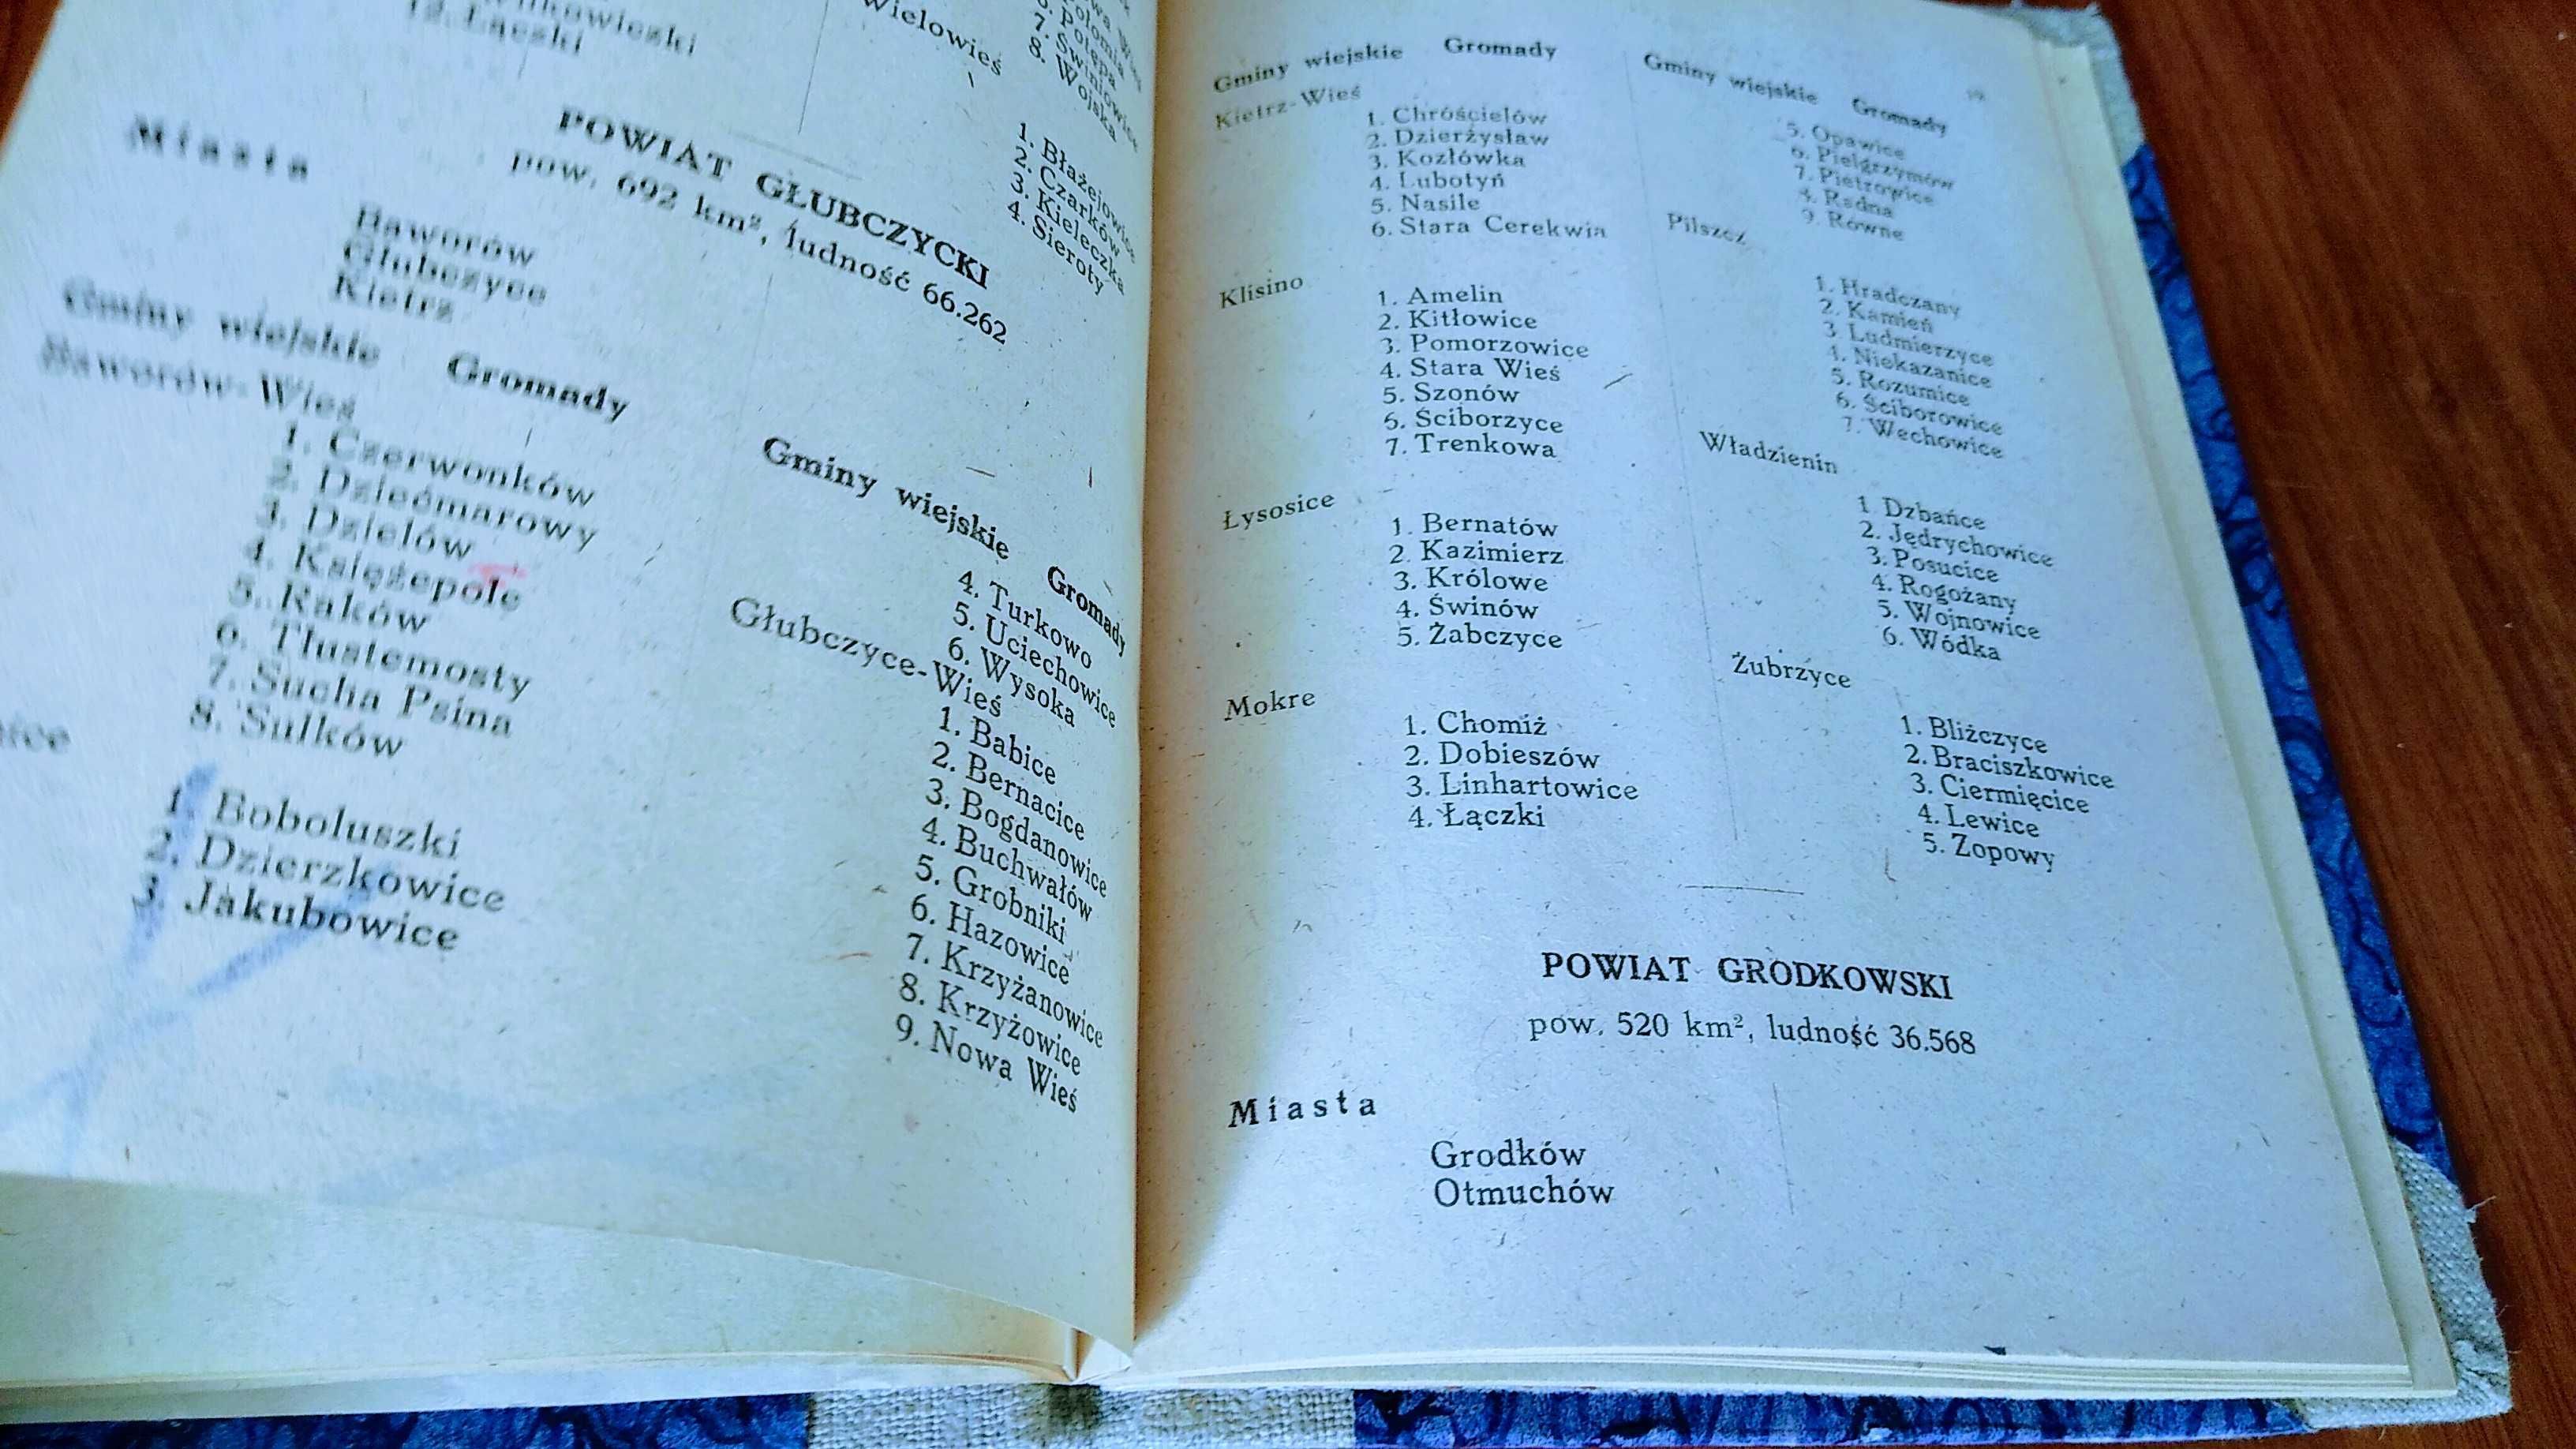 12. Łącki
Wielowieś
7. Świniowice
8. Wojska
1. Błażejowice
2. Czarków
3. Kieleczka
4. Sieroty
POWIAT GŁUBCZYCKI
pow. 692 km², ludność 66.262
Miasta
Baworów
Głubczyce
Kietrz
Gminy wiejskie Gromady
Baworów-Wieś
1. Czerwonków
2. Dziećmarowy
3. Dzielów
4. Księżepole
5. Raków
6. Tłustemosty
7. Sucha Psina
8. Sulków
1. Boboluszki
2. Dzierzkowice
3. Jakubowice
Gminy wiejskie Gromady
4. Turkowo
5. Uciechowice
6. Wysoka
Głubczyce-Wieś
1. Babice
2. Bernacice
3. Bogdanowice
4. Buchwałów
5. Grobniki
6. Hazowice
7. Krzyżanowice
8. Krzyżowice
9. Nowa Wieś
Gminy wiejskie Gromady
Kietrz-Wieś
1. Chróścielów
2. Dzierżysław
3. Kozłówka
4. Lubotyń
5. Nasile
6. Stara Cerekwia
Klisino
1. Amelin
2. Kitłowice
3. Pomorzowice
4. Stara Wieś
5. Szonów
6. Ściborzyce
7. Trenkowa
Łysosice
1. Bernatów
2. Kazimierz
3. Królowe
4. Świnów
5. Żabczyce
Mokre
1. Chomiż
2. Dobieszów
3. Linhartowice
4. Łączki
Gminy wiejskie Gromady
5. Opawice
6. Pielgrzymów
7. Pietrowice
8. Radna
9. Równe
Pilszcz
1. Hradczany
2. Kamień
3. Ludmierzyce
4. Niekazanice
5. Rozumice
6. Ściborowice
7. Wechowice
Władzienin
1. Dzbańce
2. Jędrychowice
3. Posucice
4. Rogożany
5. Wojnowice
6. Wódka
Zubrzyce
1. Bliżczyce
2. Braciszkowice
3. Ciermięcice
4. Lewice
5. Zopowy
POWIAT GRODKOWSKI
pow. 520 km², ludność 36.568
Miasta
Grodków
Otmuchów